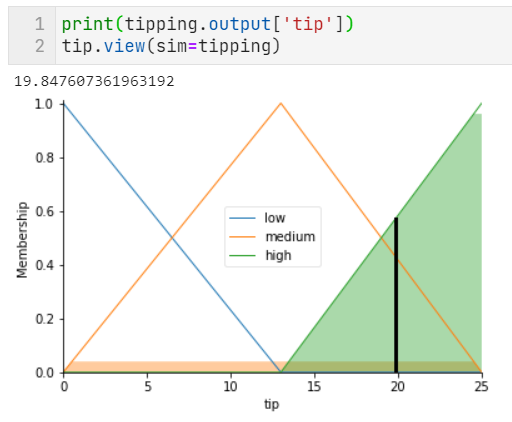 1 print(tipping.output['tip'])
2 tip.view(sim=tipping)
19.847607361963192
1.0
0.8
0.6
0.4
0.2
0.0
Membership
low
medium
high
0 5 10 15 20 25
tip